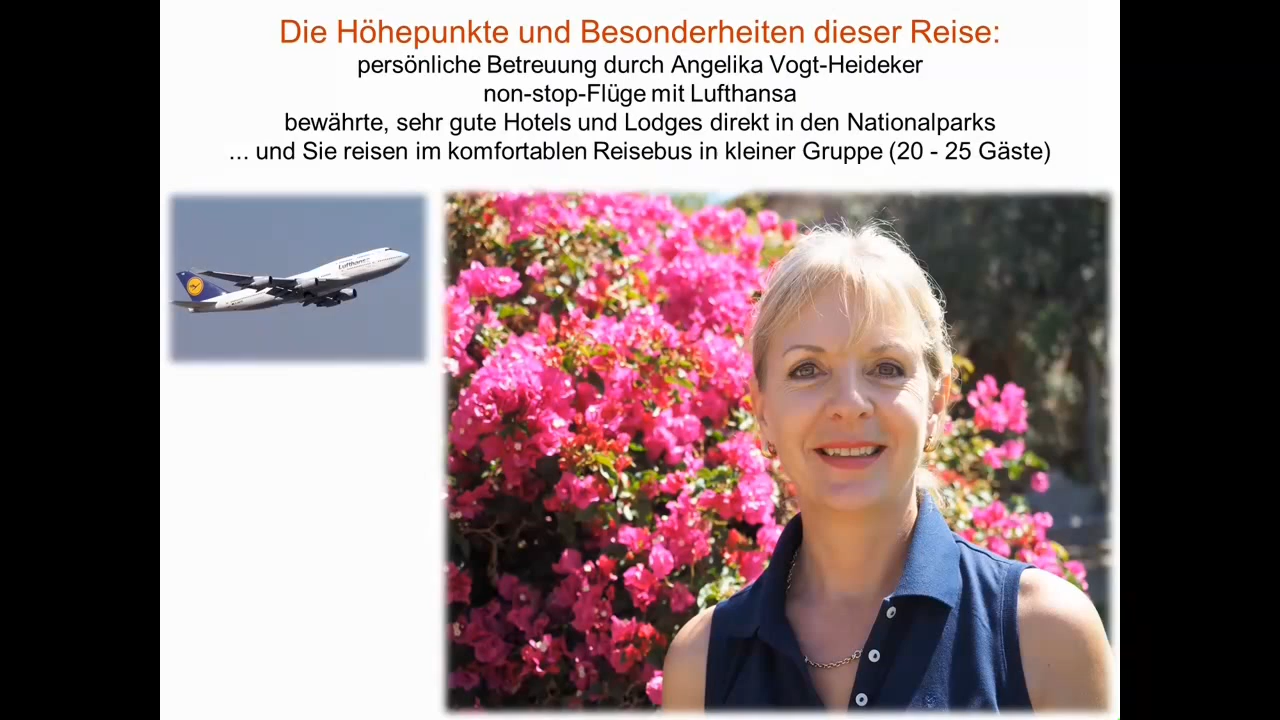 Die Höhepunkte und Besonderheiten dieser Reise:
persönliche Betreuung durch Angelika Vogt-Heideker
non-stop-Flüge mit Lufthansa
bewährte, sehr gute Hotels und Lodges direkt in den Nationalparks
... und Sie reisen im komfortablen Reisebus in kleiner Gruppe (20 - 25 Gäste)
Lufthansa